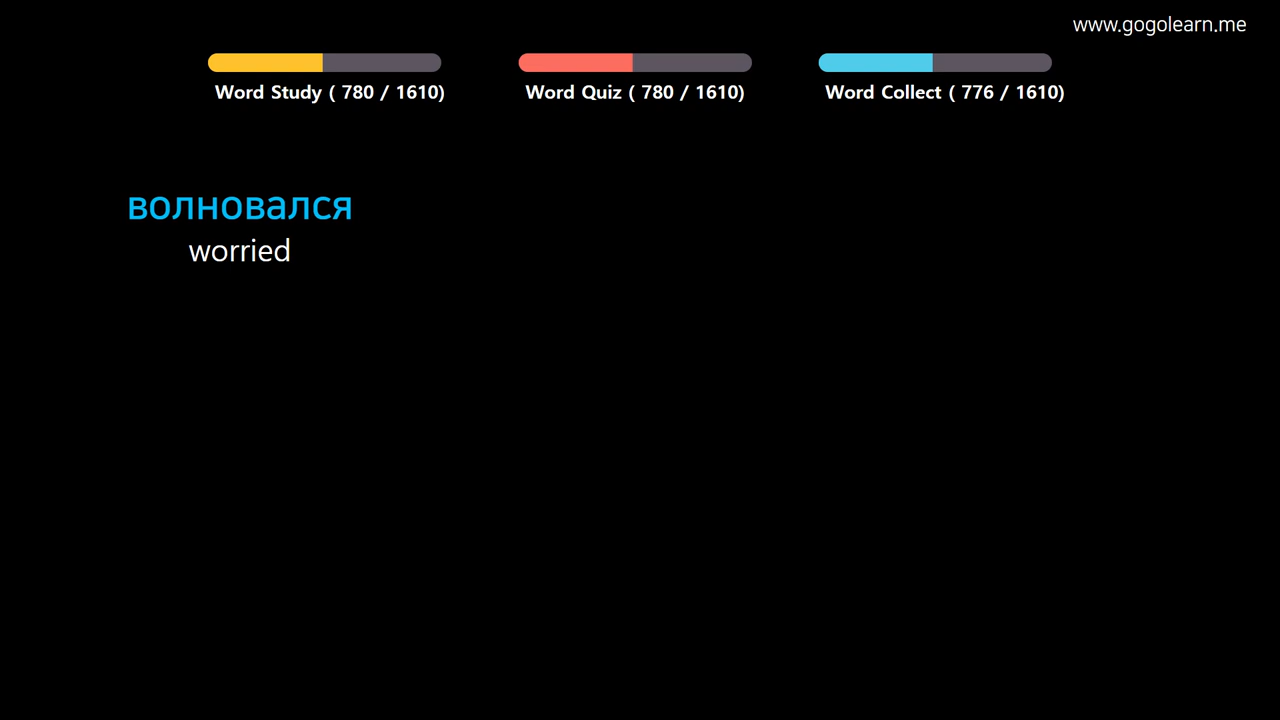 www.gogolearn.me
Word Study ( 780 / 1610)
Word Quiz ( 780 / 1610)
Word Collect ( 776 / 1610)
волновался
worried